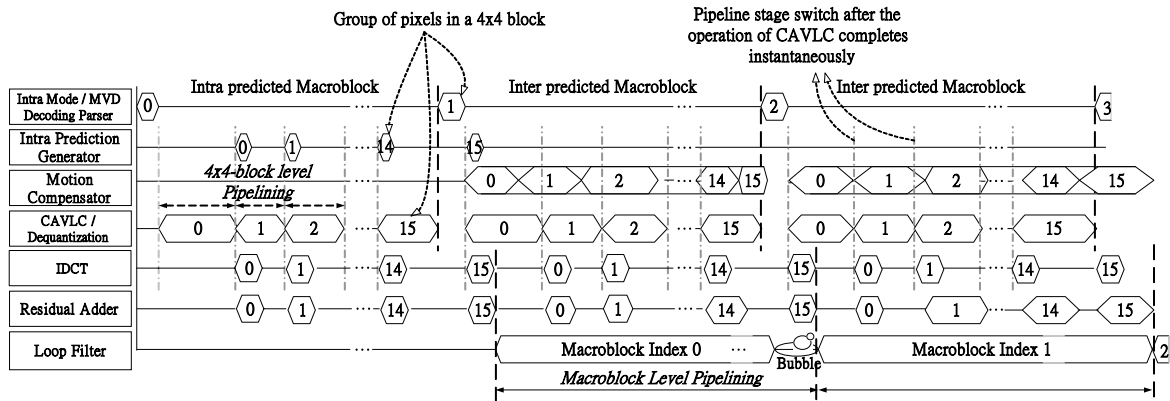 Group of pixels in a 4x4 block
Pipeline stage switch after the
operation of CAVLC completes
instantaneously
Intra predicted Macroblock
Inter predicted Macroblock
Inter predicted Macroblock
Intra Mode / MVD
Decoding Parser
0
1
2
3
Intra Prediction
Generator
0
1
...
14
15
4x4-block level
Pipelining
Motion
Compensator
0
1
2
...
14
15
0
1
2
...
14
15
CAVLC /
Dequantization
0
1
2
...
15
0
1
2
...
15
0
1
2
...
15
IDCT
0
1
...
14
15
0
1
...
14
15
0
1
...
14
15
Residual Adder
0
1
...
14
15
0
1
...
14
15
0
1
...
14
15
Loop Filter
...
Macroblock Index 0
...
Bubble
Macroblock Index 1
2
Macroblock Level Pipelining